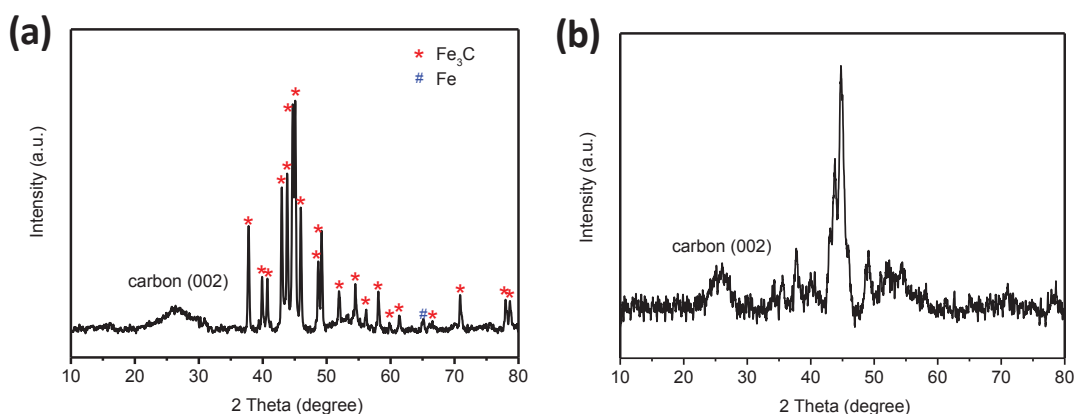 (a)
* Fe₃C
# Fe
carbon (002)
Intensity (a.u.)
10 20 30 40 50 60 70 80
2 Theta (degree)
(b)
carbon (002)
Intensity (a.u.)
10 20 30 40 50 60 70 80
2 Theta (degree)